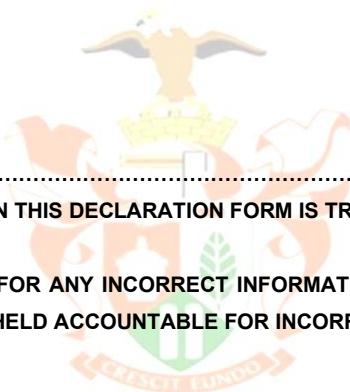 ................................................
N THIS DECLARATION FORM IS TR
FOR ANY INCORRECT INFORMAT
HELD ACCOUNTABLE FOR INCORR
CRESCIT EUNDO